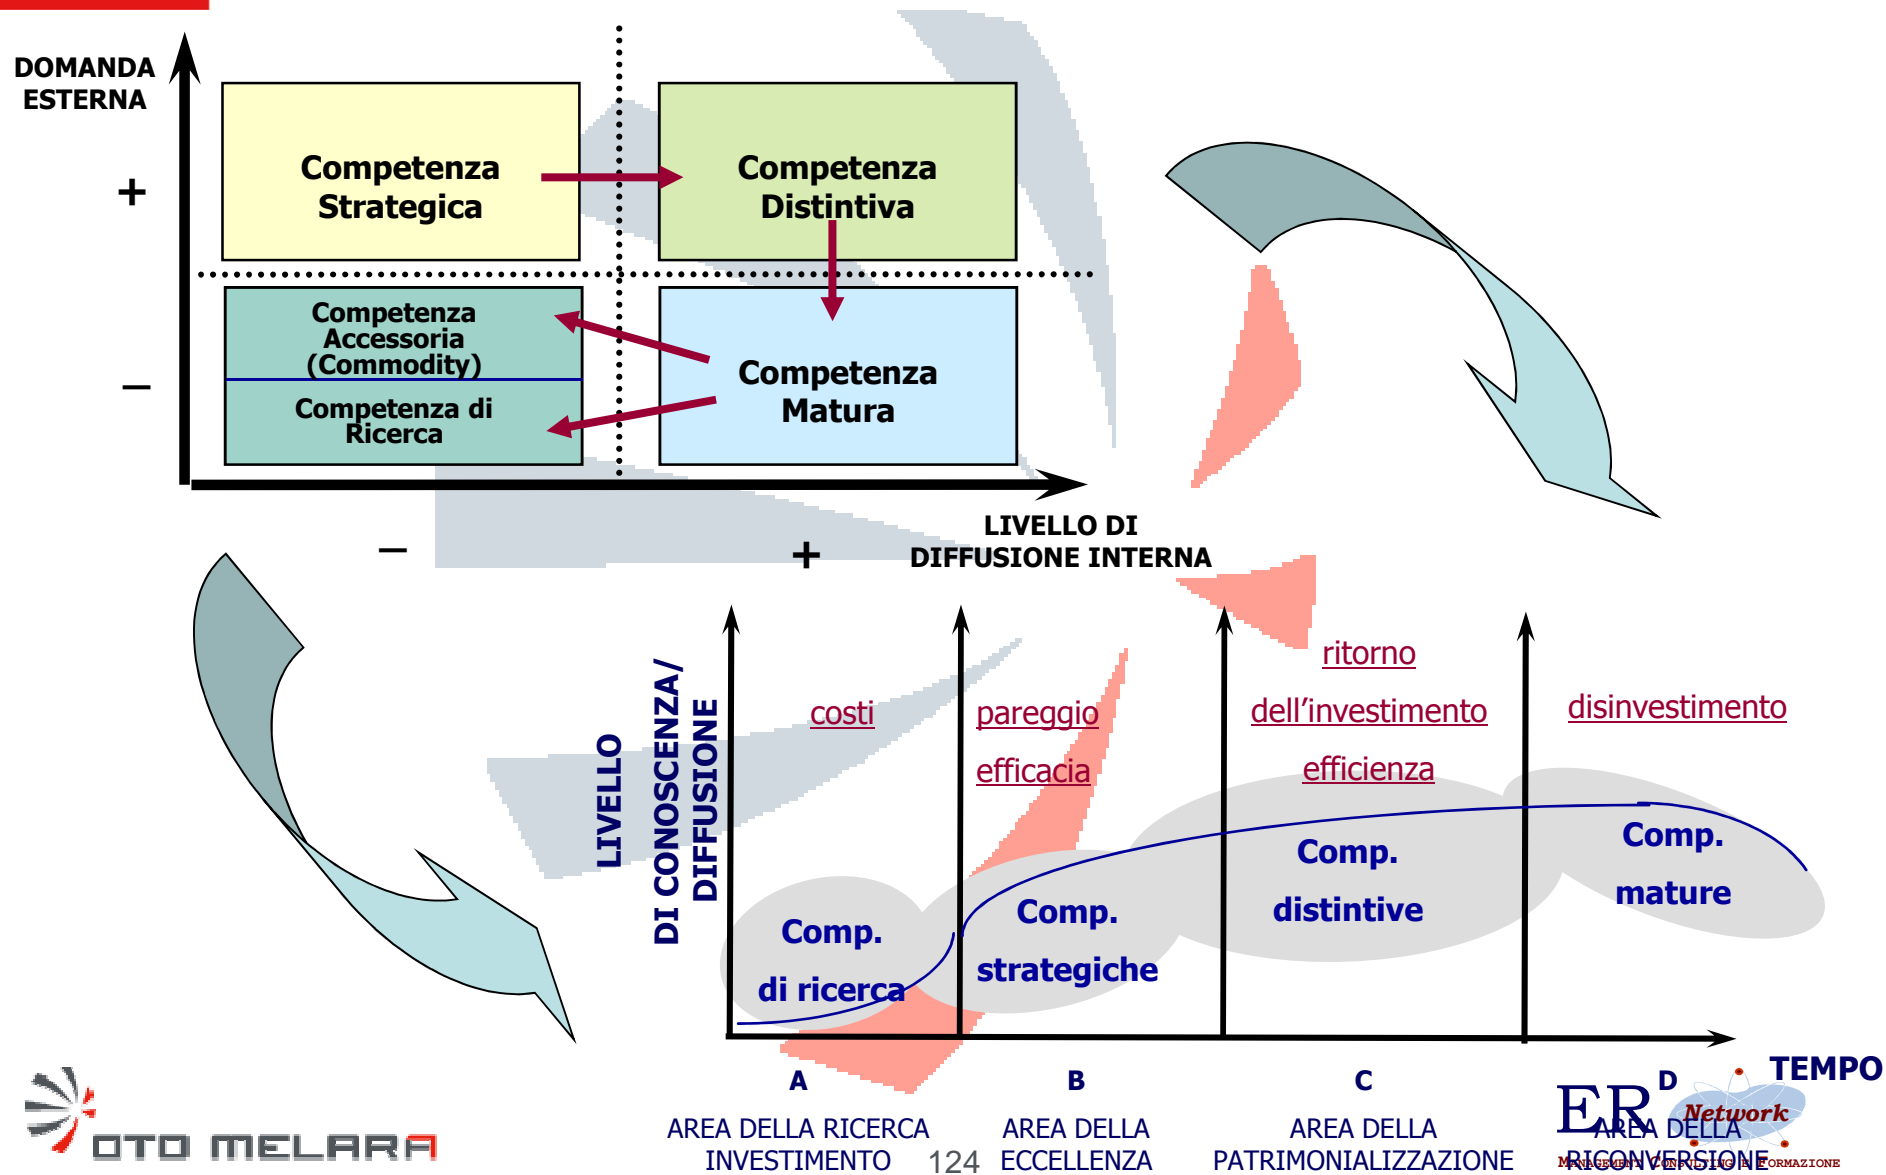 DOMANDA
ESTERNA
+
Competenza
Strategica
Competenza
Distintiva
–
Competenza
Accessoria
(Commodity)
Competenza di
Ricerca
Competenza
Matura
–
+
LIVELLO DI
DIFFUSIONE INTERNA
LIVELLO
DI CONOSCENZA/
DIFFUSIONE
costi
pareggio
efficacia
ritorno
dell’investimento
efficienza
disinvestimento
Comp.
di ricerca
Comp.
strategiche
Comp.
distintive
Comp.
mature
TEMPO
A
AREA DELLA RICERCA
INVESTIMENTO
B
AREA DELLA
ECCELLENZA
C
AREA DELLA
PATRIMONIALIZZAZIONE
D
AREA DELLA
RICONVERSIONE
124
OTO MELARA
ER Network
MANAGEMENT CONSULTING E FORMAZIONE